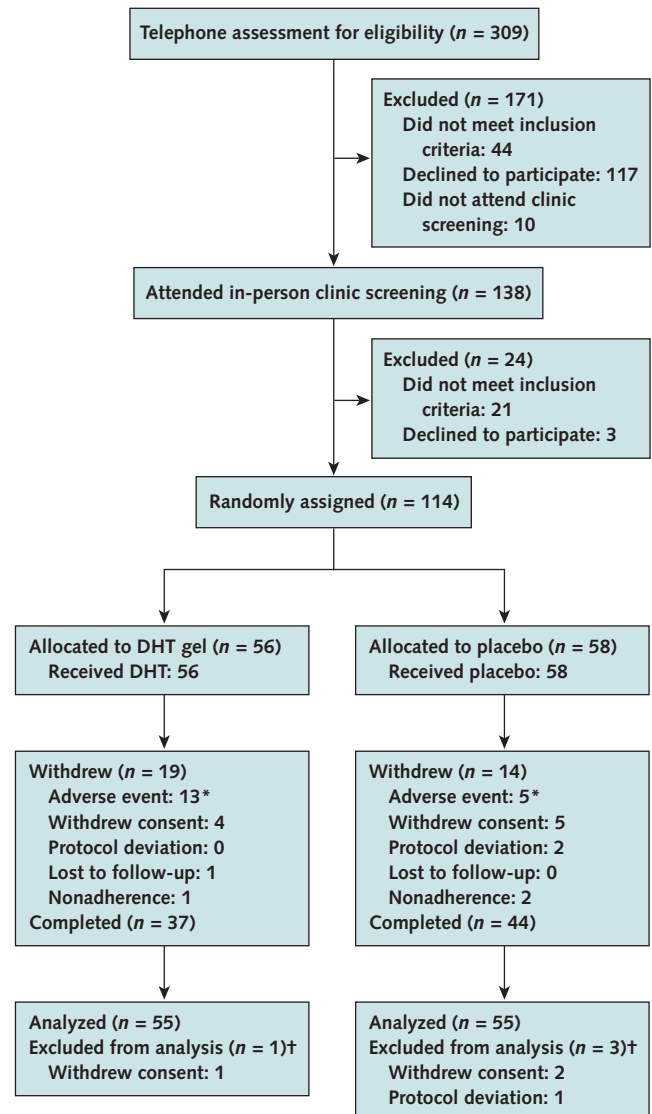 Telephone assessment for eligibility (n = 309)
Excluded (n = 171)
Did not meet inclusion
criteria: 44
Declined to participate: 117
Did not attend clinic
screening: 10
Attended in-person clinic screening (n = 138)
Excluded (n = 24)
Did not meet inclusion
criteria: 21
Declined to participate: 3
Randomly assigned (n = 114)
Allocated to DHT gel (n = 56)
Received DHT: 56
Allocated to placebo (n = 58)
Received placebo: 58
Withdrew (n = 19)
Adverse event: 13*
Withdrew consent: 4
Protocol deviation: 0
Lost to follow-up: 1
Nonadherence: 1
Completed (n = 37)
Withdrew (n = 14)
Adverse event: 5*
Withdrew consent: 5
Protocol deviation: 2
Lost to follow-up: 0
Nonadherence: 2
Completed (n = 44)
Analyzed (n = 55)
Excluded from analysis (n = 1)†
Withdrew consent: 1
Analyzed (n = 55)
Excluded from analysis (n = 3)†
Withdrew consent: 2
Protocol deviation: 1